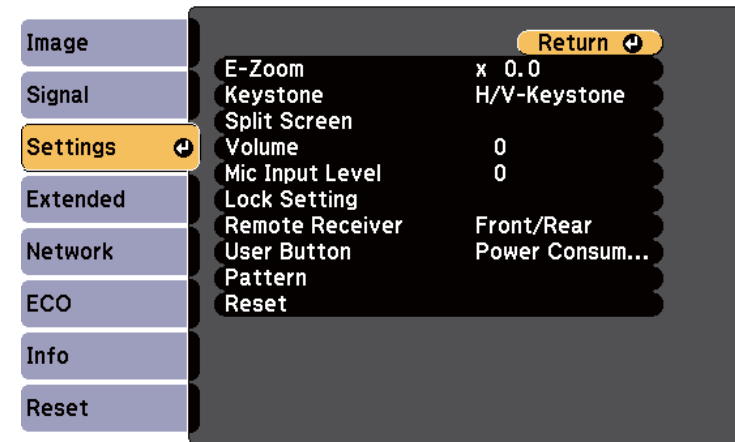 Image
Signal
Settings
Extended
Network
ECO
Info
Reset
Return
E-Zoom x 0.0
Keystone H/V-Keystone
Split Screen
Volume 0
Mic Input Level 0
Lock Setting
Remote Receiver Front/Rear
User Button Power Consum...
Pattern
Reset